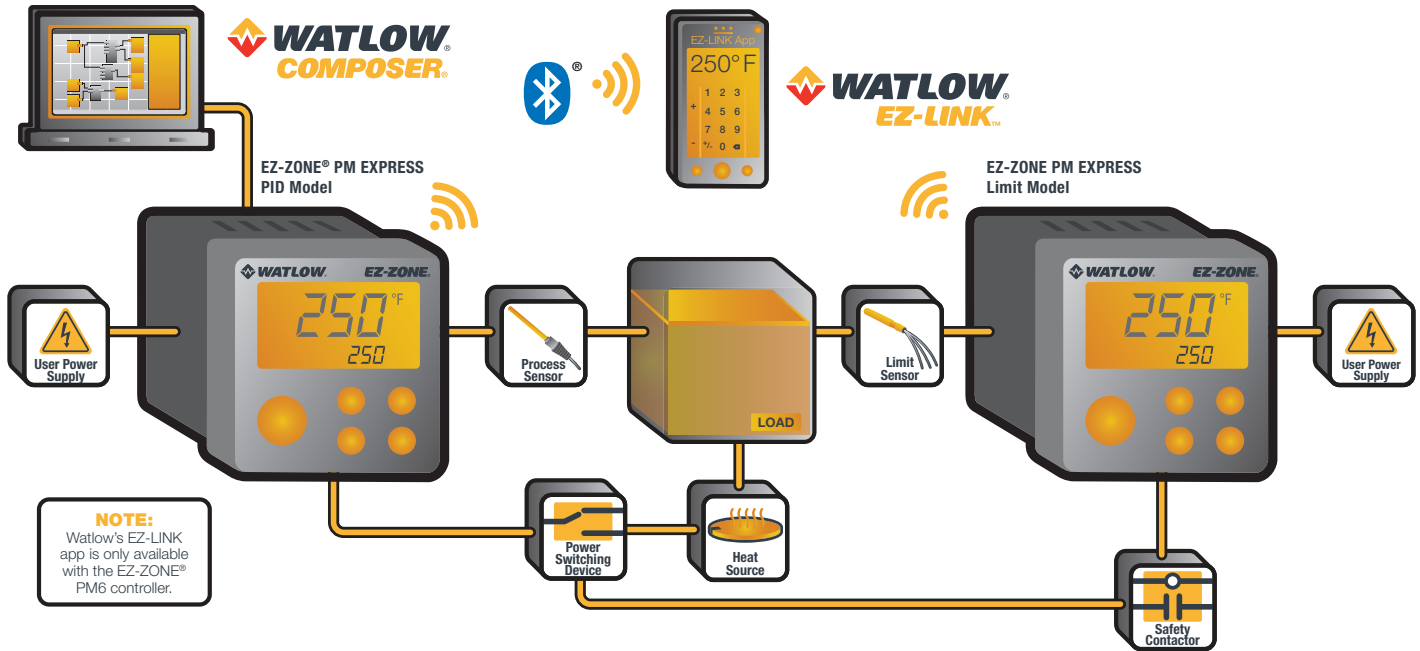 WATLOW®
COMPOSER®
®
EZ-LINK App
250°F
1 2 3
+ 4 5 6
7 8 9
- +/- 0
WATLOW®
EZ-LINK™
EZ-ZONE® PM EXPRESS
PID Model
EZ-ZONE PM EXPRESS
Limit Model
WATLOW. EZ-ZONE®
250 °F
250
WATLOW. EZ-ZONE®
250 °F
250
User Power
Supply
Process
Sensor
LOAD
Limit
Sensor
User Power
Supply
NOTE:
Watlow's EZ-LINK
app is only available
with the EZ-ZONE®
PM6 controller.
Power
Switching
Device
Heat
Source
Safety
Contactor